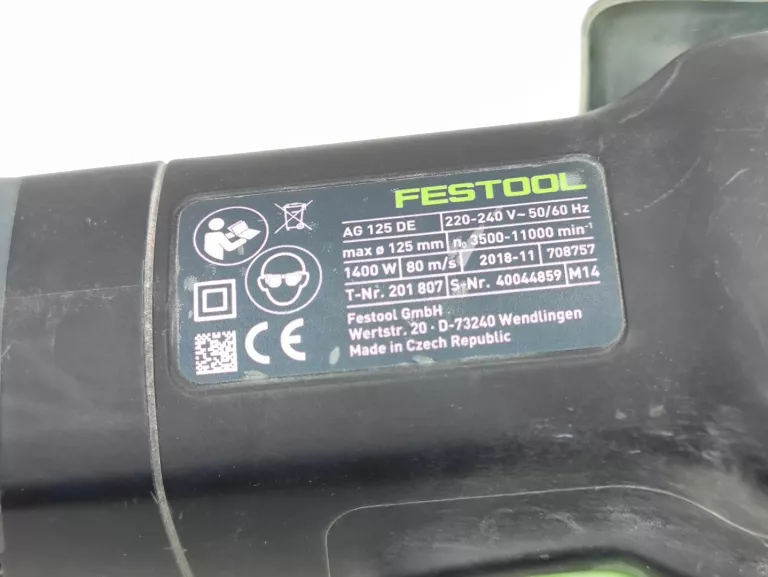 FESTOOL
AG 125 DE 220-240 V~ 50/60 Hz
max ø 125 mm n₀ 3500-11000 min⁻¹
1400 W 80 m/s 2018-11 708757
T-Nr. 201 807 S-Nr. 40044859 M14
Festool GmbH
Wertstr. 20 · D-73240 Wendlingen
Made in Czech Republic
CE